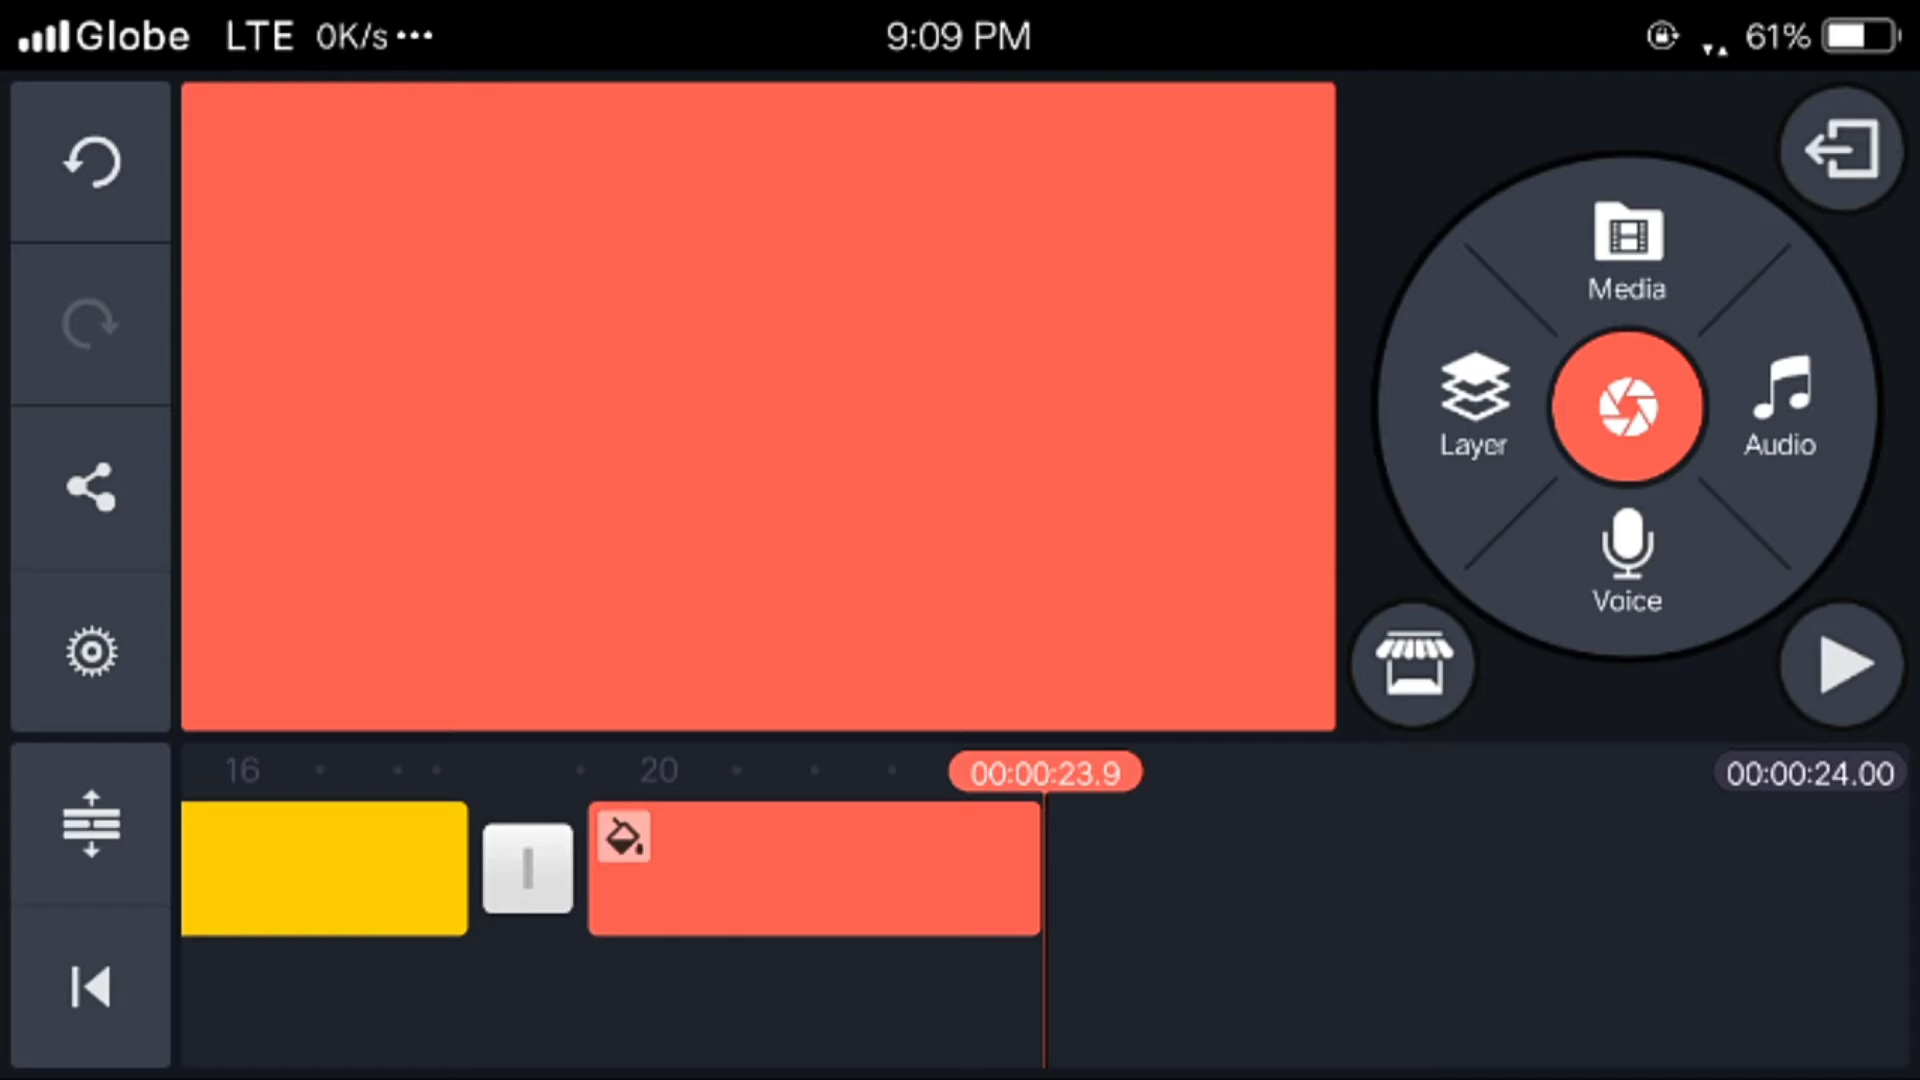 Globe LTE 0K/s ••• 9:09 PM 61%
Media
Layer
Audio
Voice
16 20 00:00:23.9 00:00:24.00